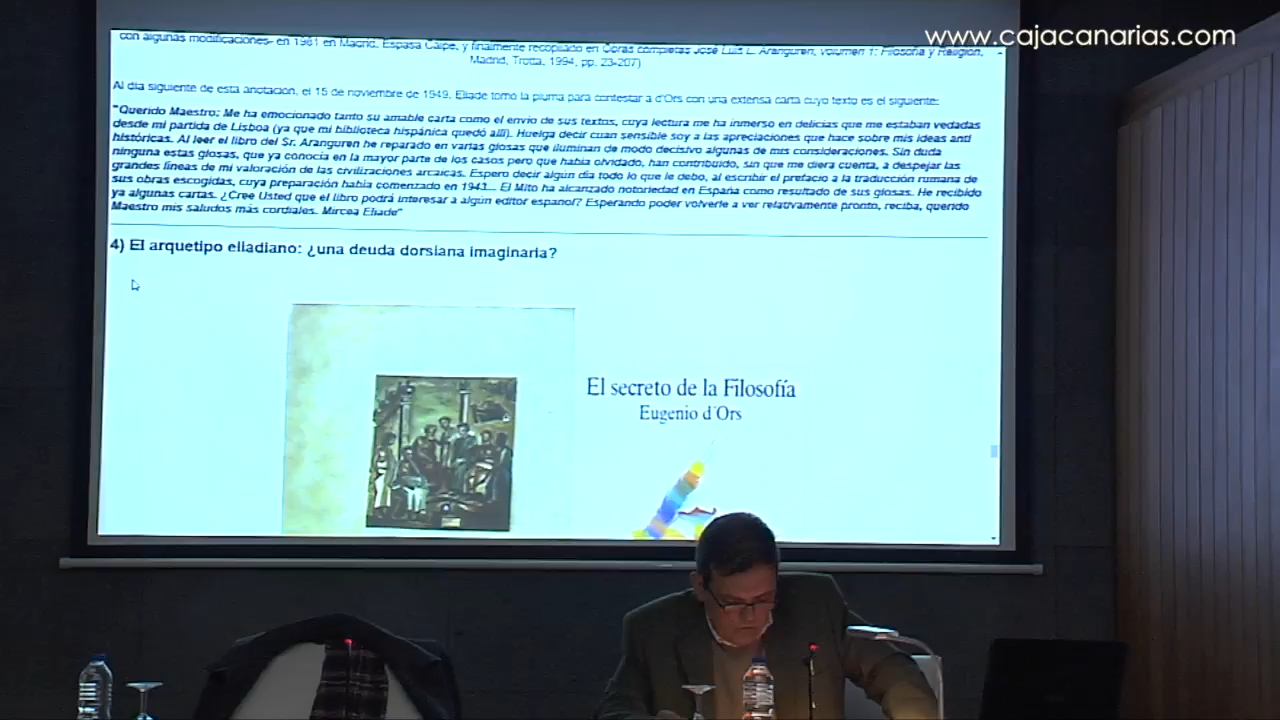 www.cajacanarias.com
con algunas modificaciones- en 1981 en Madrid, Espasa Calpe, y finalmente recopilado en Obras completas José Luis L. Aranguren, volumen 1: Filosofía y Religión,
Madrid, Trotta, 1994, pp. 23-207)
Al día siguiente de esta anotación, el 15 de noviembre de 1949, Eliade tomó la pluma para contestar a d'Ors con una extensa carta cuyo texto es el siguiente:
"Querido Maestro: Me ha emocionado tanto su amable carta como el envío de sus textos, cuya lectura me ha inmerso en delicias que me estaban vedadas
desde mi partida de Lisboa (ya que mi biblioteca hispánica quedó allí). Huelga decir cuan sensible soy a las apreciaciones que hace sobre mis ideas anti
históricas. Al leer el libro del Sr. Aranguren he reparado en varias glosas que iluminan de modo decisivo algunas de mis consideraciones. Sin duda
ninguna estas glosas, que ya conocía en la mayor parte de los casos pero que había olvidado, han contribuido, sin que me diera cuenta, a despejar las
grandes líneas de mi valoración de las civilizaciones arcaicas. Espero decir algún día todo lo que le debo, al escribir el prefacio a la traducción rumana de
sus obras escogidas, cuya preparación había comenzado en 1943... El Mito ha alcanzado notoriedad en España como resultado de sus glosas. He recibido
ya algunas cartas. ¿Cree Usted que el libro podrá interesar a algún editor español? Esperando poder volverle a ver relativamente pronto, reciba, querido
Maestro mis saludos más cordiales. Mircea Eliade"
4) El arquetipo eliadiano: ¿una deuda dorsiana imaginaria?
El secreto de la Filosofía
Eugenio d'Ors